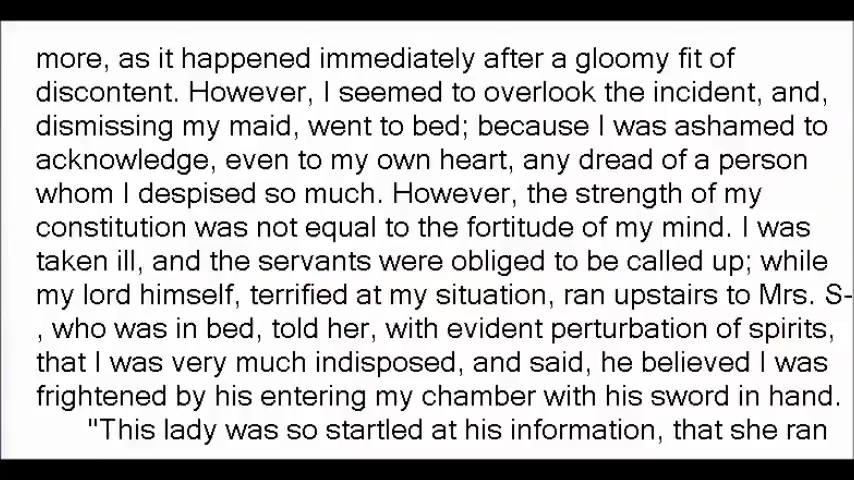 more, as it happened immediately after a gloomy fit of
discontent. However, I seemed to overlook the incident, and,
dismissing my maid, went to bed; because I was ashamed to
acknowledge, even to my own heart, any dread of a person
whom I despised so much. However, the strength of my
constitution was not equal to the fortitude of my mind. I was
taken ill, and the servants were obliged to be called up; while
my lord himself, terrified at my situation, ran upstairs to Mrs. S-
, who was in bed, told her, with evident perturbation of spirits,
that I was very much indisposed, and said, he believed I was
frightened by his entering my chamber with his sword in hand.
"This lady was so startled at his information, that she ran